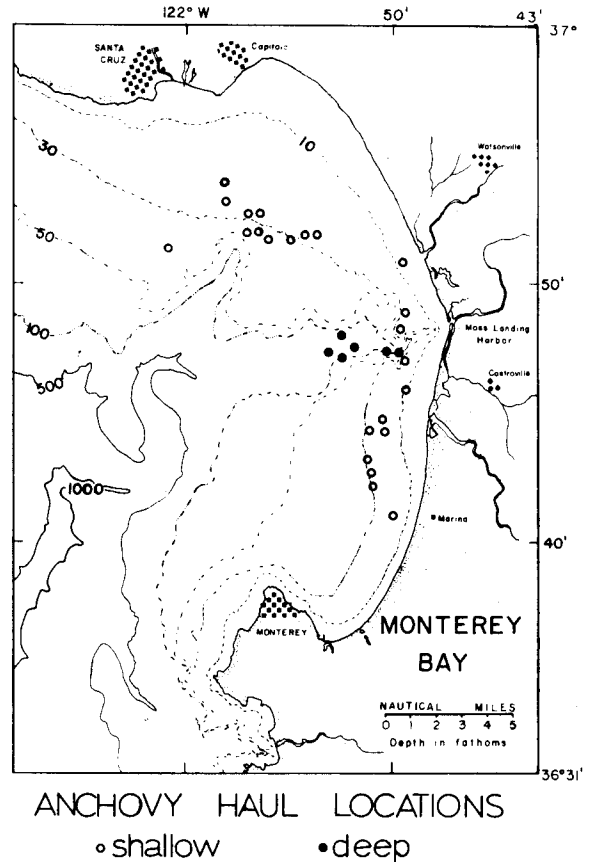 122° W 50' 43'
37°
SANTA
CRUZ
Capitola
30
10
Watsonville
50
50'
100
Moss Landing
Harbor
500
Castroville
1000
Marina
40'
MONTEREY
MONTEREY
BAY
NAUTICAL MILES
0 1 2 3 4 5
Depth in fathoms
36°31'
ANCHOVY HAUL LOCATIONS
shallow deep